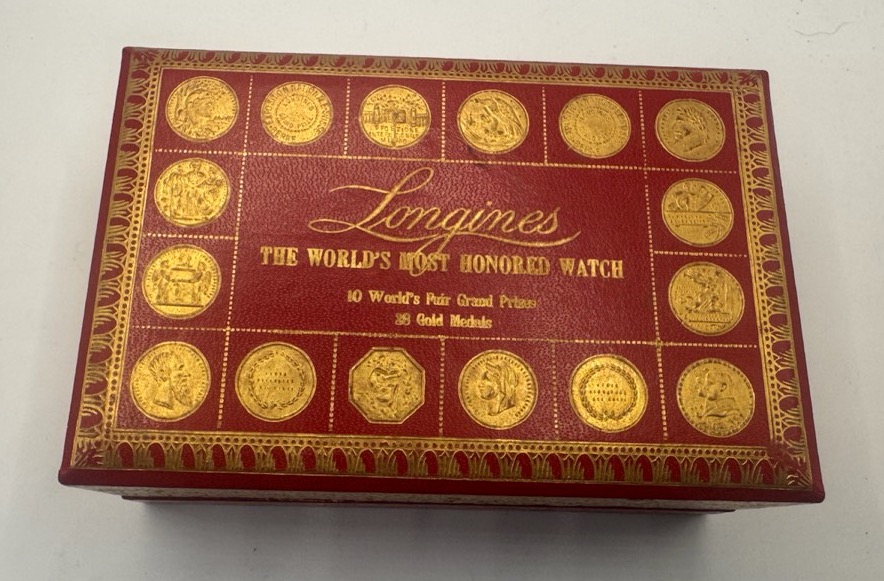 Longines
THE WORLD'S MOST HONORED WATCH
10 World's Fair Grand Prizes
28 Gold Medals